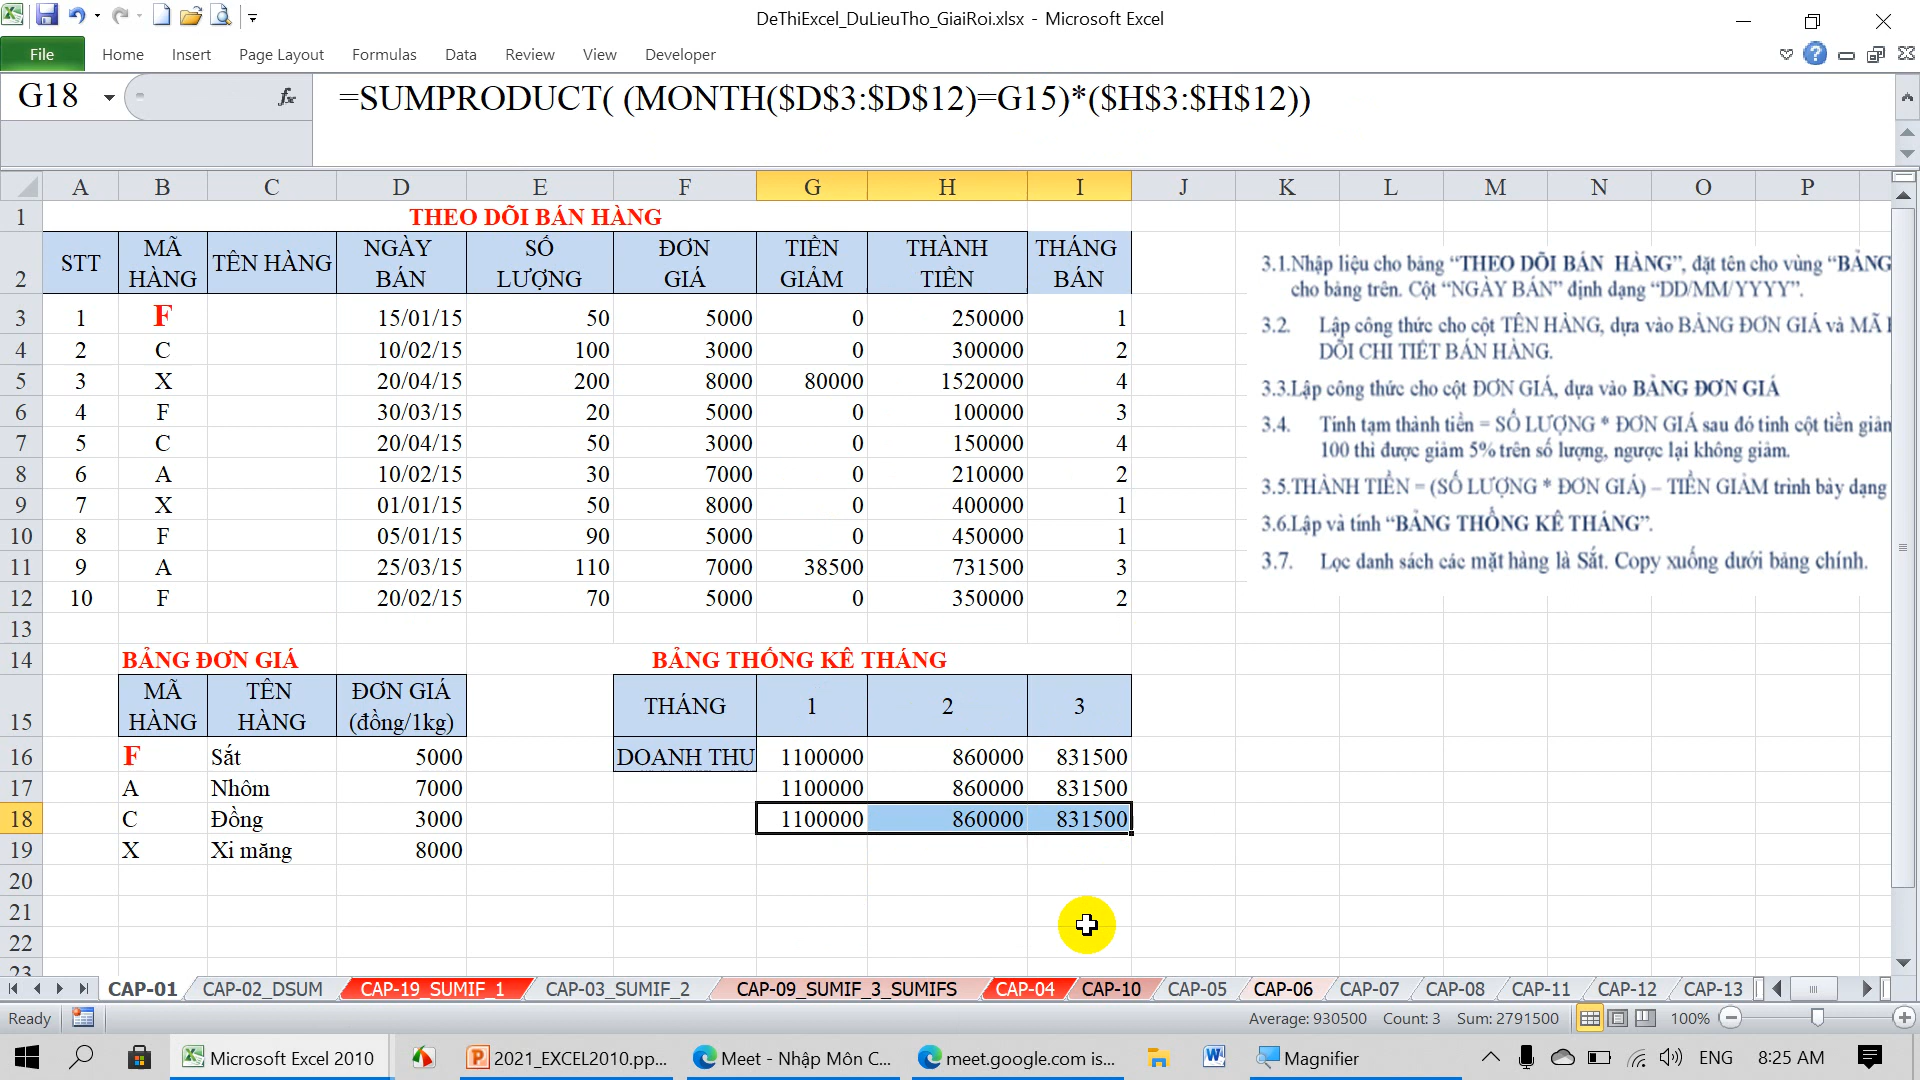 DeThiExcel_DuLieuTho_GiaiRoi.xlsx - Microsoft Excel
File Home Insert Page Layout Formulas Data Review View Developer
G18 fx =SUMPRODUCT( (MONTH($D$3:$D$12)=G15)*($H$3:$H$12))
A B C D E F G H I J K L M N O P
1 THEO DÕI BÁN HÀNG
2 STT MÃ HÀNG TÊN HÀNG NGÀY BÁN SỐ LƯỢNG ĐƠN GIÁ TIỀN GIẢM THÀNH TIỀN THÁNG BÁN
3 1 F 15/01/15 50 5000 0 250000 1
4 2 C 10/02/15 100 3000 0 300000 2
5 3 X 20/04/15 200 8000 80000 1520000 4
6 4 F 30/03/15 20 5000 0 100000 3
7 5 C 20/04/15 50 3000 0 150000 4
8 6 A 10/02/15 30 7000 0 210000 2
9 7 X 01/01/15 50 8000 0 400000 1
10 8 F 05/01/15 90 5000 0 450000 1
11 9 A 25/03/15 110 7000 38500 731500 3
12 10 F 20/02/15 70 5000 0 350000 2
13
3.1.Nhập liệu cho bảng “THEO DÕI BÁN HÀNG”, đặt tên cho vùng “BẢNG
cho bảng trên. Cột “NGÀY BÁN” định dạng “DD/MM/YYYY”.
3.2. Lập công thức cho cột TÊN HÀNG, dựa vào BẢNG ĐƠN GIÁ và MÃ
DÕI CHI TIẾT BÁN HÀNG.
3.3.Lập công thức cho cột ĐƠN GIÁ, dựa vào BẢNG ĐƠN GIÁ
3.4. Tính tạm thành tiền = SỐ LƯỢNG * ĐƠN GIÁ sau đó tính cột tiền giảm
100 thì được giảm 5% trên số lượng, ngược lại không giảm.
3.5.THÀNH TIỀN = (SỐ LƯỢNG * ĐƠN GIÁ) – TIỀN GIẢM trình bày dạng
3.6.Lập và tính “BẢNG THỐNG KÊ THÁNG”.
3.7. Lọc danh sách các mặt hàng là Sắt. Copy xuống dưới bảng chính.
14 BẢNG ĐƠN GIÁ BẢNG THỐNG KÊ THÁNG
15 MÃ HÀNG TÊN HÀNG ĐƠN GIÁ (đồng/1kg) THÁNG 1 2 3
16 F Sắt 5000 DOANH THU 1100000 860000 831500
17 A Nhôm 7000 1100000 860000 831500
18 C Đồng 3000 1100000 860000 831500
19 X Xi măng 8000
20
21
22
23
CAP-01 CAP-02_DSUM CAP-19_SUMIF_1 CAP-03_SUMIF_2 CAP-09_SUMIF_3_SUMIFS CAP-04 CAP-10 CAP-05 CAP-06 CAP-07 CAP-08 CAP-11 CAP-12 CAP-13
Ready Average: 930500 Count: 3 Sum: 2791500 100%
Microsoft Excel 2010 2021_EXCEL2010.pp... Meet - Nhập Môn C... meet.google.com is... Magnifier ENG 8:25 AM